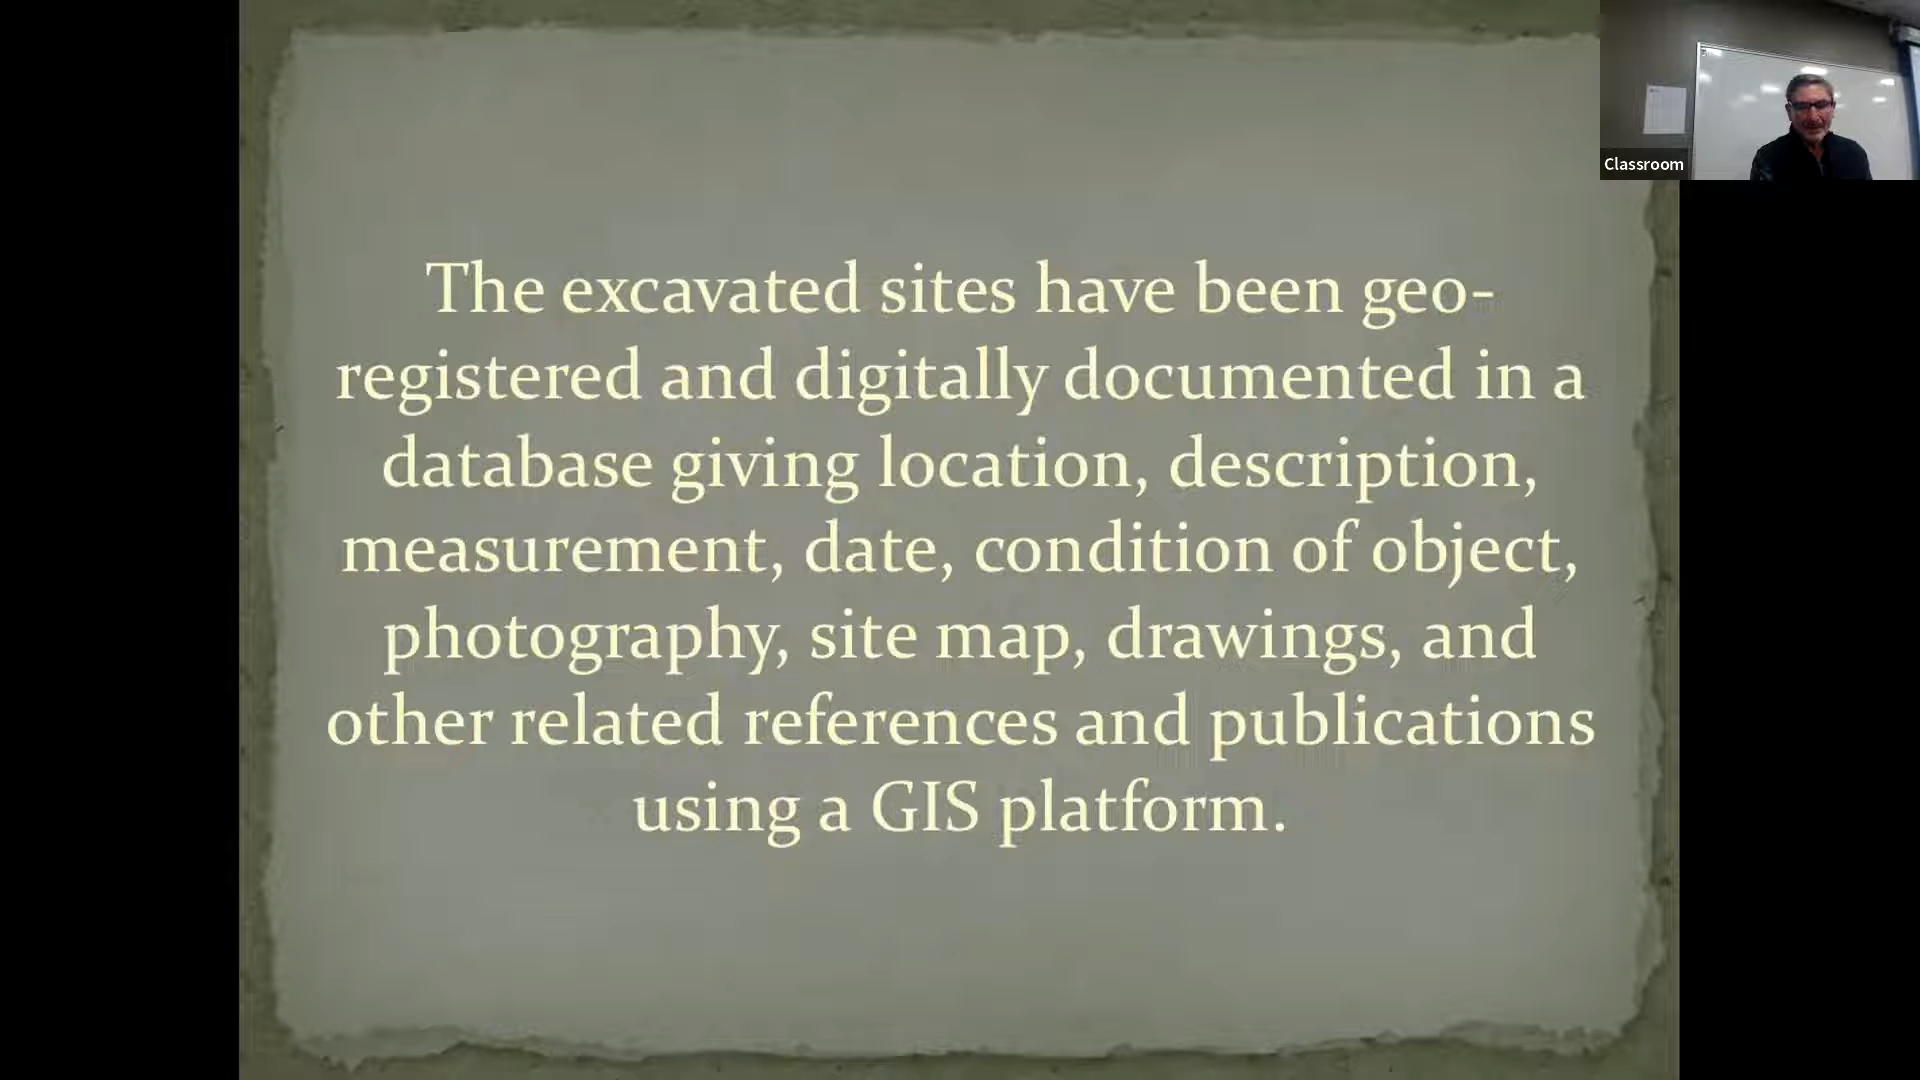 The excavated sites have been geo-
registered and digitally documented in a
database giving location, description,
measurement, date, condition of object,
photography, site map, drawings, and
other related references and publications
using a GIS platform.
Classroom